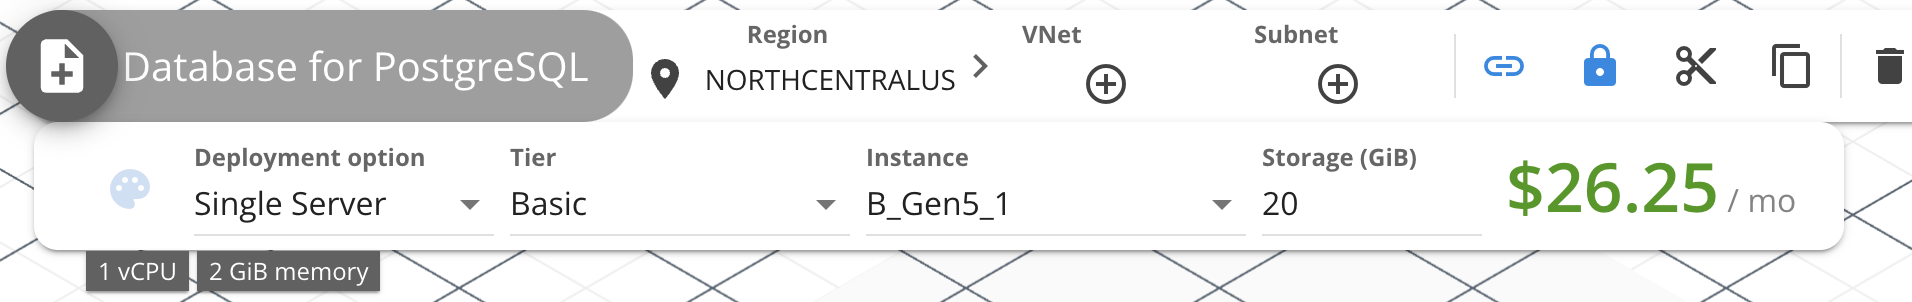 Database for PostgreSQL
Region
NORTHCENTRALUS
VNet
Subnet
Deployment option
Single Server
Tier
Basic
Instance
B_Gen5_1
Storage (GiB)
20
$26.25 / mo
1 vCPU
2 GiB memory